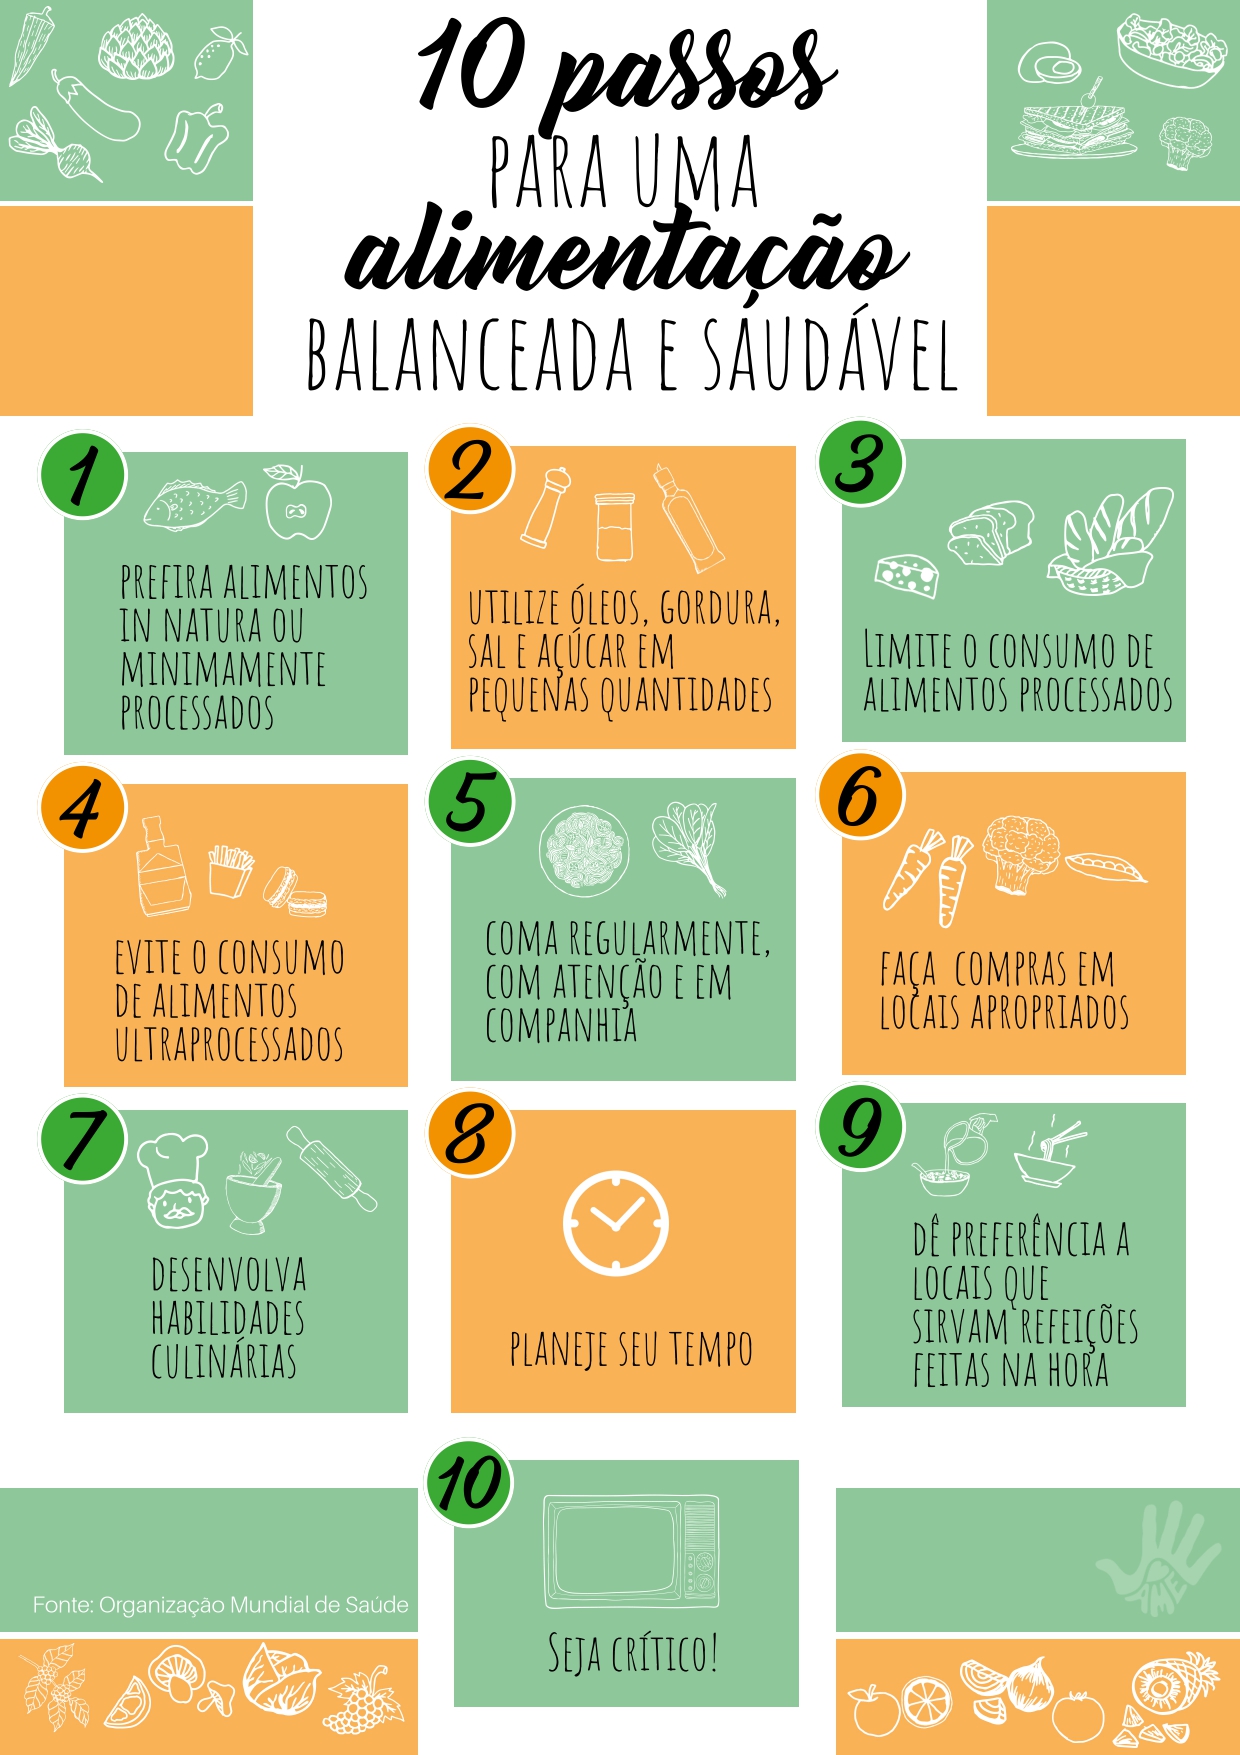 10 passos
PARA UMA
alimentação
BALANCEADA E SAUDÁVEL
1
PREFIRA ALIMENTOS
IN NATURA OU
MINIMAMENTE
PROCESSADOS
2
UTILIZE ÓLEOS, GORDURA,
SAL E AÇÚCAR EM
PEQUENAS QUANTIDADES
3
LIMITE O CONSUMO DE
ALIMENTOS PROCESSADOS
4
EVITE O CONSUMO
DE ALIMENTOS
ULTRAPROCESSADOS
5
COMA REGULARMENTE,
COM ATENÇÃO E EM
COMPANHIA
6
FAÇA COMPRAS EM
LOCAIS APROPRIADOS
7
DESENVOLVA
HABILIDADES
CULINÁRIAS
8
PLANEJE SEU TEMPO
9
DÊ PREFERÊNCIA A
LOCAIS QUE
SIRVAM REFEIÇÕES
FEITAS NA HORA
10
SEJA CRÍTICO!
Fonte: Organização Mundial de Saúde
AME